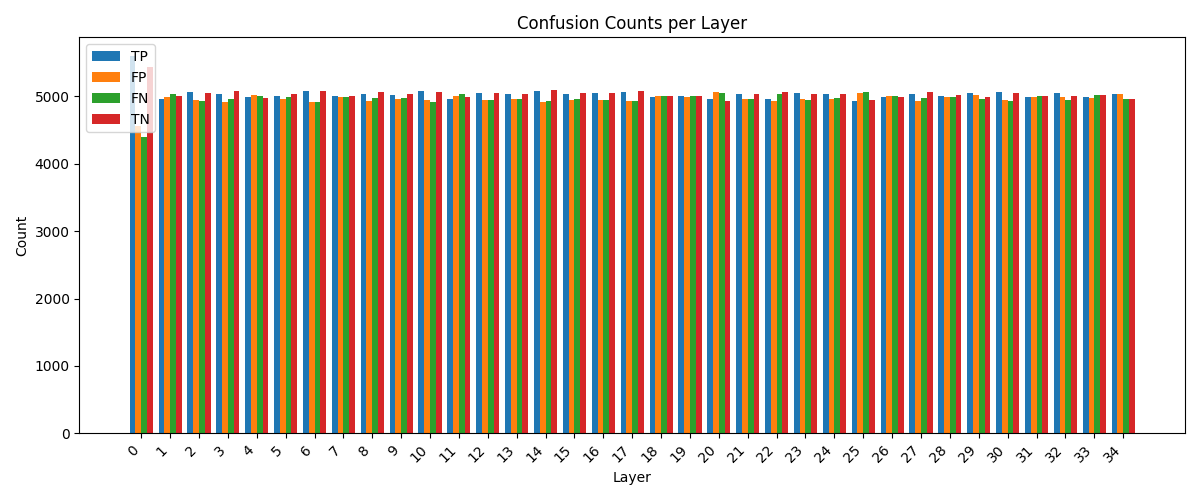 Confusion Counts per Layer
TP
FP
FN
TN
Count
5000
4000
3000
2000
1000
0
0 1 2 3 4 5 6 7 8 9 10 11 12 13 14 15 16 17 18 19 20 21 22 23 24 25 26 27 28 29 30 31 32 33 34
Layer